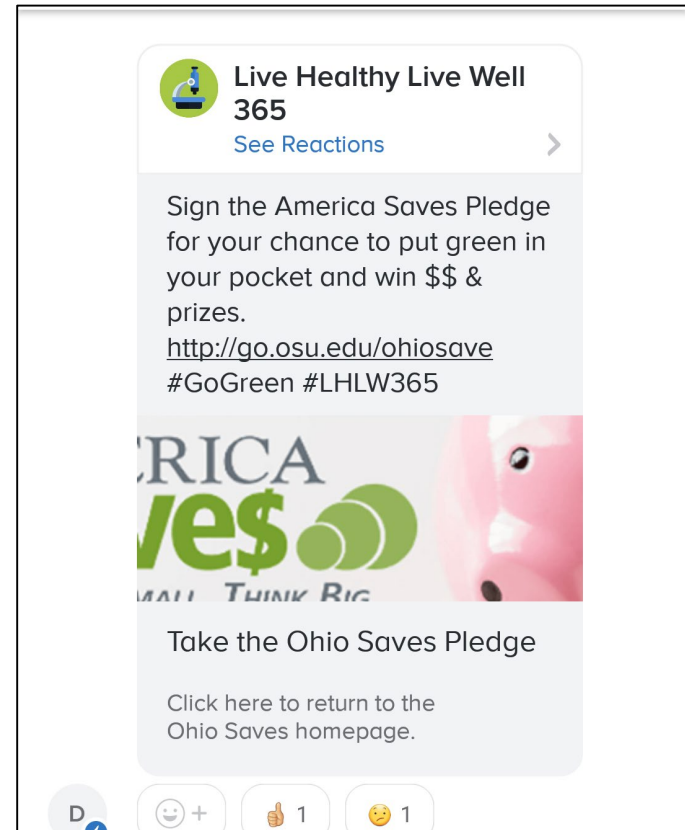 Live Healthy Live Well
365
See Reactions
Sign the America Saves Pledge
for your chance to put green in
your pocket and win $$ &
prizes.
http://go.osu.edu/ohiosave
#GoGreen #LHLW365
ERICA
ve$
MALL THINK BIG
Take the Ohio Saves Pledge
Click here to return to the
Ohio Saves homepage.
D
1
1